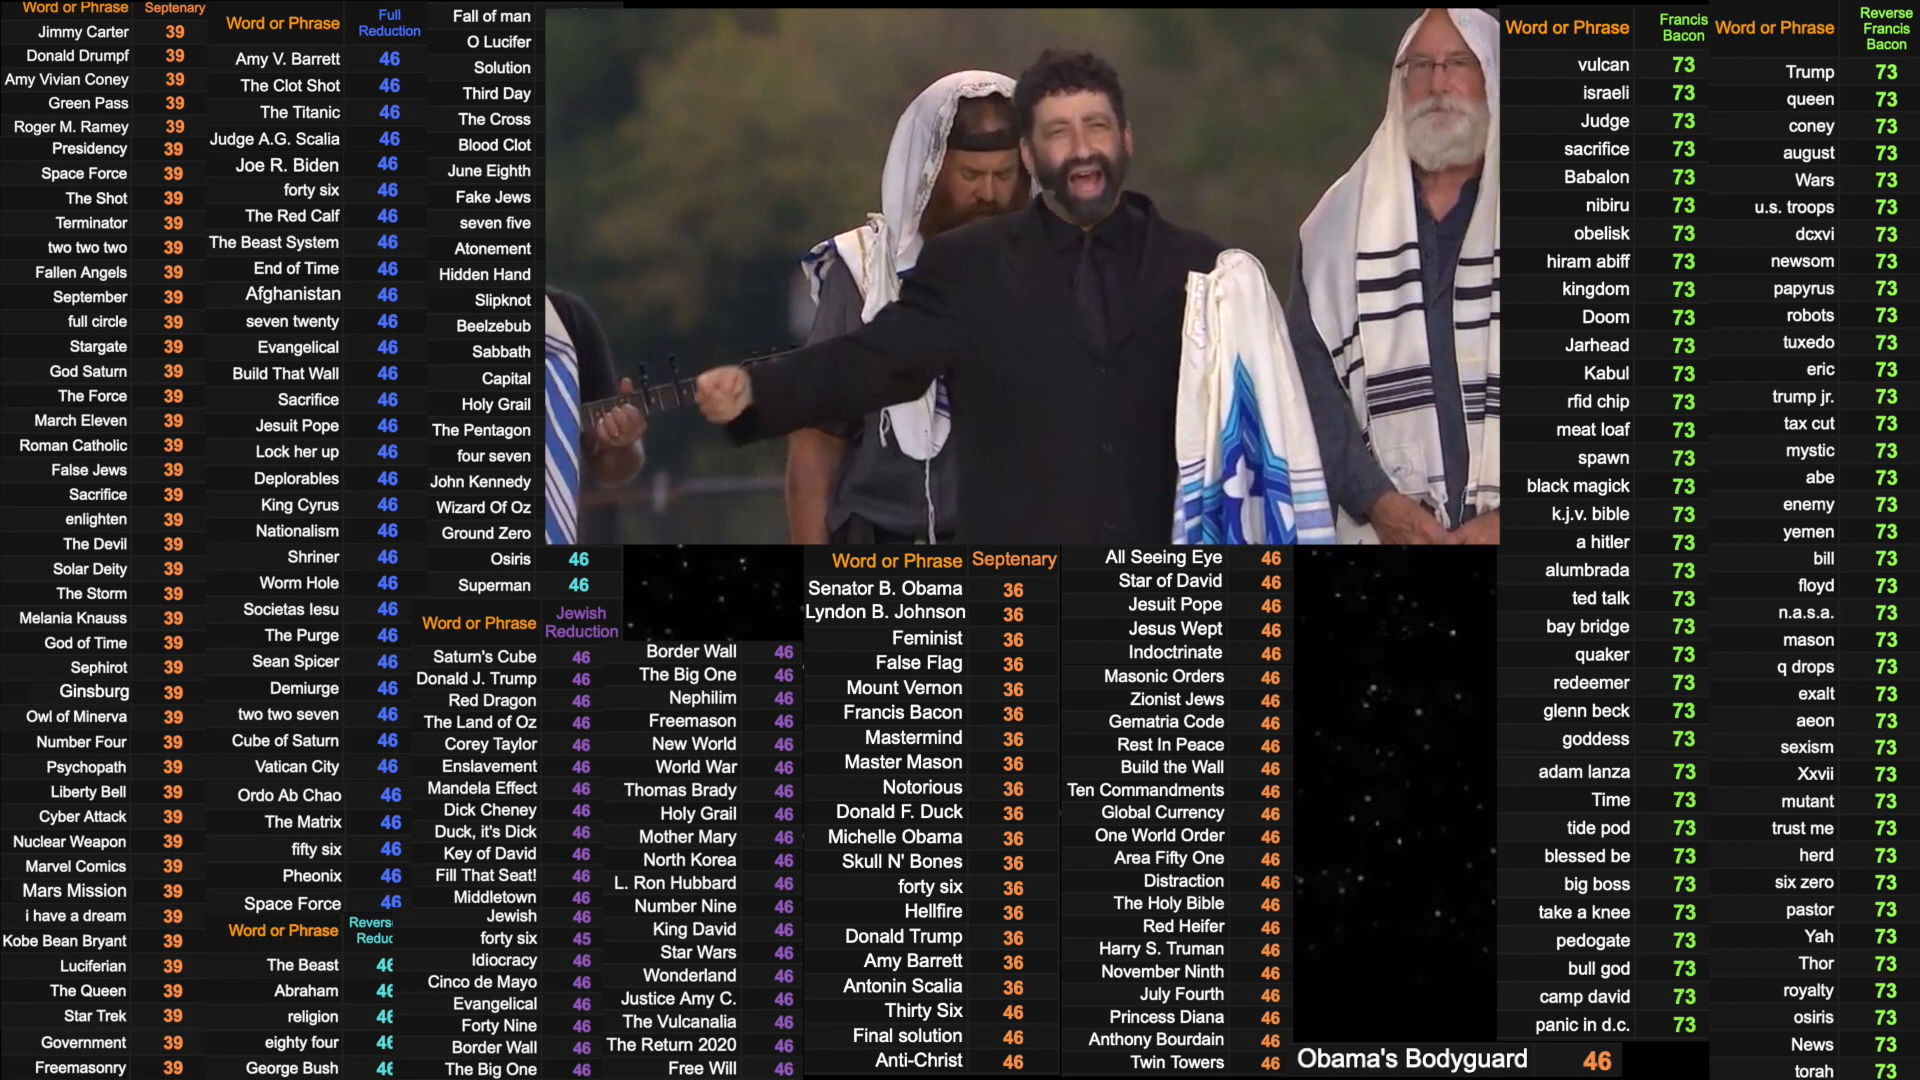 Word or Phrase Septenary
Jimmy Carter 39
Donald Drumpf 39
Amy Vivian Coney 39
Green Pass 39
Roger M. Ramey 39
Presidency 39
Space Force 39
The Shot 39
Terminator 39
two two two 39
Fallen Angels 39
September 39
full circle 39
Stargate 39
God Saturn 39
The Force 39
March Eleven 39
Roman Catholic 39
False Jews 39
Sacrifice 39
enlighten 39
The Devil 39
Solar Deity 39
The Storm 39
Melania Knauss 39
God of Time 39
Sephirot 39
Ginsburg 39
Owl of Minerva 39
Number Four 39
Psychopath 39
Liberty Bell 39
Cyber Attack 39
Nuclear Weapon 39
Marvel Comics 39
Mars Mission 39
i have a dream 39
Kobe Bean Bryant 39
Luciferian 39
The Queen 39
Star Trek 39
Government 39
Freemasonry 39
Word or Phrase Full Reduction
Amy V. Barrett 46
The Clot Shot 46
The Titanic 46
Judge A.G. Scalia 46
Joe R. Biden 46
forty six 46
The Red Calf 46
The Beast System 46
End of Time 46
Afghanistan 46
seven twenty 46
Evangelical 46
Build That Wall 46
Sacrifice 46
Jesuit Pope 46
Lock her up 46
Deplorables 46
King Cyrus 46
Nationalism 46
Shriner 46
Worm Hole 46
Societas Iesu 46
The Purge 46
Sean Spicer 46
Demiurge 46
two two seven 46
Cube of Saturn 46
Vatican City 46
Ordo Ab Chao 46
The Matrix 46
fifty six 46
Pheonix 46
Space Force 46
Word or Phrase Revers Reduc
The Beast 46
Abraham 46
religion 46
eighty four 46
George Bush 46
Fall of man
O Lucifer
Solution
Third Day
The Cross
Blood Clot
June Eighth
Fake Jews
seven five
Atonement
Hidden Hand
Slipknot
Beelzebub
Sabbath
Capital
Holy Grail
The Pentagon
four seven
John Kennedy
Wizard Of Oz
Ground Zero
Osiris 46
Superman 46
Word or Phrase Jewish Reduction
Saturn's Cube 46
Donald J. Trump 46
Red Dragon 46
The Land of Oz 46
Corey Taylor 46
Enslavement 46
Mandela Effect 46
Dick Cheney 46
Duck, it's Dick 46
Key of David 46
Fill That Seat! 46
Middletown 46
Jewish 46
forty six 45
Idiocracy 46
Cinco de Mayo 46
Evangelical 46
Forty Nine 46
Border Wall 46
The Big One 46
Border Wall 46
The Big One 46
Nephilim 46
Freemason 46
New World 46
World War 46
Thomas Brady 46
Holy Grail 46
Mother Mary 46
North Korea 46
L. Ron Hubbard 46
Number Nine 46
King David 46
Star Wars 46
Wonderland 46
Justice Amy C. 46
The Vulcanalia 46
The Return 2020 46
Free Will 46
Word or Phrase Septenary
Senator B. Obama 36
Lyndon B. Johnson 36
Feminist 36
False Flag 36
Mount Vernon 36
Francis Bacon 36
Mastermind 36
Master Mason 36
Notorious 36
Donald F. Duck 36
Michelle Obama 36
Skull N' Bones 36
forty six 36
Hellfire 36
Donald Trump 36
Amy Barrett 36
Antonin Scalia 36
Thirty Six 46
Final solution 46
Anti-Christ 46
All Seeing Eye 46
Star of David 46
Jesuit Pope 46
Jesus Wept 46
Indoctrinate 46
Masonic Orders 46
Zionist Jews 46
Gematria Code 46
Rest In Peace 46
Build the Wall 46
Ten Commandments 46
Global Currency 46
One World Order 46
Area Fifty One 46
Distraction 46
The Holy Bible 46
Red Heifer 46
Harry S. Truman 46
November Ninth 46
July Fourth 46
Princess Diana 46
Anthony Bourdain 46
Twin Towers 46
Obama's Bodyguard 46
Word or Phrase Francis Bacon
vulcan 73
israeli 73
Judge 73
sacrifice 73
Babalon 73
nibiru 73
obelisk 73
hiram abiff 73
kingdom 73
Doom 73
Jarhead 73
Kabul 73
rfid chip 73
meat loaf 73
spawn 73
black magick 73
k.j.v. bible 73
a hitler 73
alumbrada 73
ted talk 73
bay bridge 73
quaker 73
redeemer 73
glenn beck 73
goddess 73
adam lanza 73
Time 73
tide pod 73
blessed be 73
big boss 73
take a knee 73
pedogate 73
bull god 73
camp david 73
panic in d.c. 73
Word or Phrase Reverse Francis Bacon
Trump 73
queen 73
coney 73
august 73
Wars 73
u.s. troops 73
dcxvi 73
newsom 73
papyrus 73
robots 73
tuxedo 73
eric 73
trump jr. 73
tax cut 73
mystic 73
abe 73
enemy 73
yemen 73
bill 73
floyd 73
n.a.s.a. 73
mason 73
q drops 73
exalt 73
aeon 73
sexism 73
Xxvii 73
mutant 73
trust me 73
herd 73
six zero 73
pastor 73
Yah 73
Thor 73
royalty 73
osiris 73
News 73
torah 73